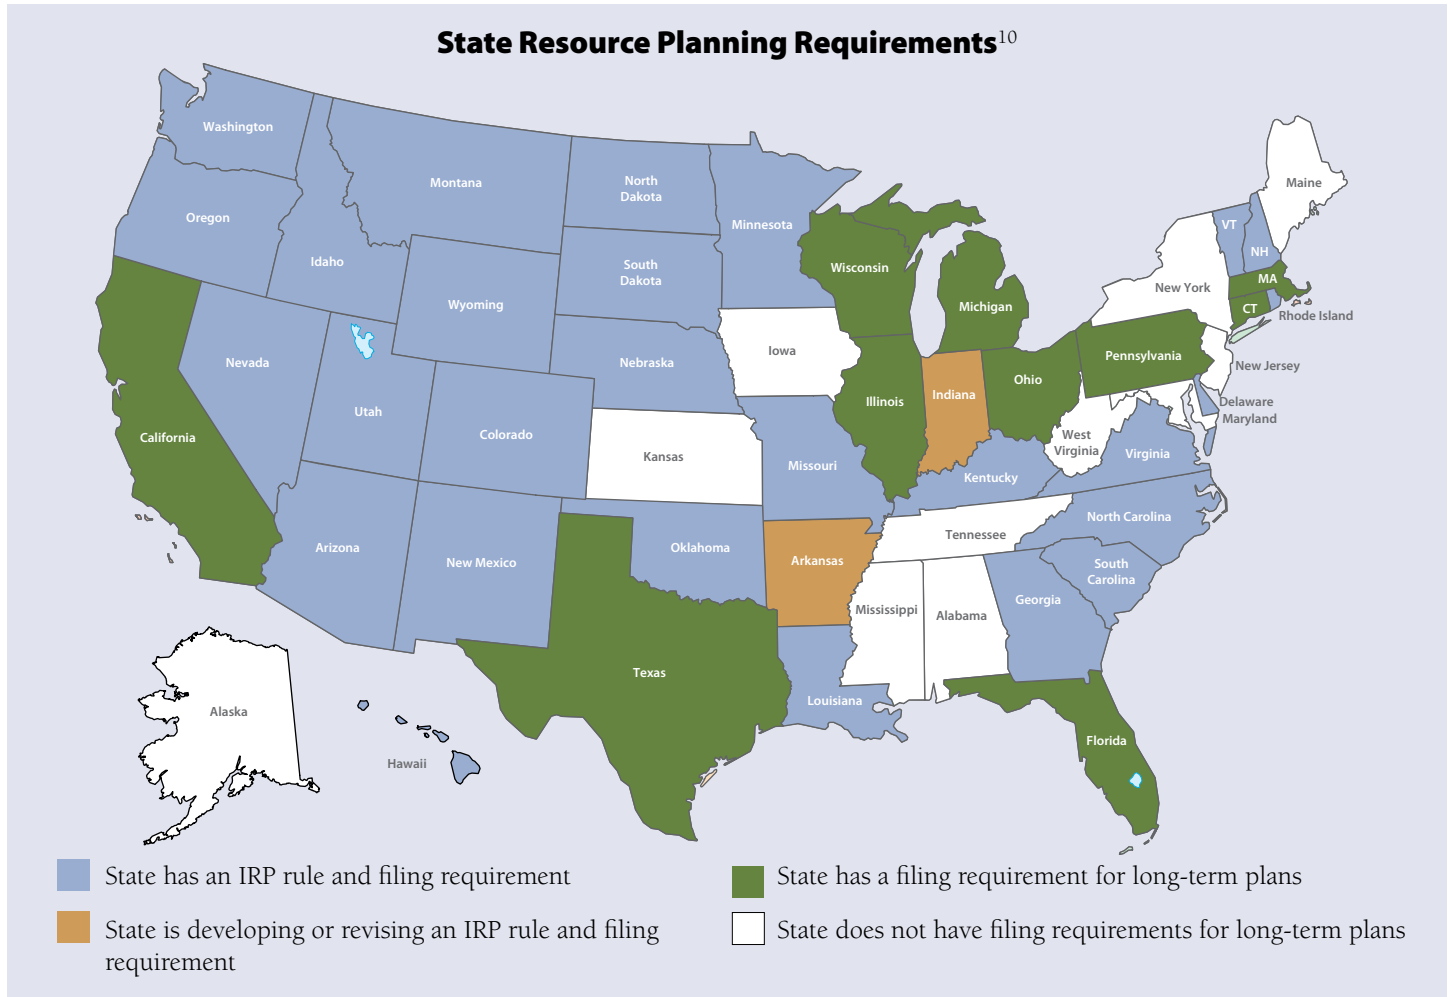 State Resource Planning Requirements10
Washington
Montana
North
Dakota
Minnesota
Maine
Oregon
Idaho
South
Dakota
Wisconsin
VT
NH
MA
CT
Rhode Island
Wyoming
Michigan
New York
Nevada
Utah
Nebraska
Iowa
Illinois
Indiana
Ohio
Pennsylvania
New Jersey
Delaware
Maryland
California
Colorado
Kansas
Missouri
Kentucky
West
Virginia
Virginia
Arizona
New Mexico
Oklahoma
Arkansas
Tennessee
North Carolina
South
Carolina
Mississippi
Alabama
Georgia
Texas
Louisiana
Florida
Alaska
Hawaii
State has an IRP rule and filing requirement
State is developing or revising an IRP rule and filing
requirement
State has a filing requirement for long-term plans
State does not have filing requirements for long-term plans